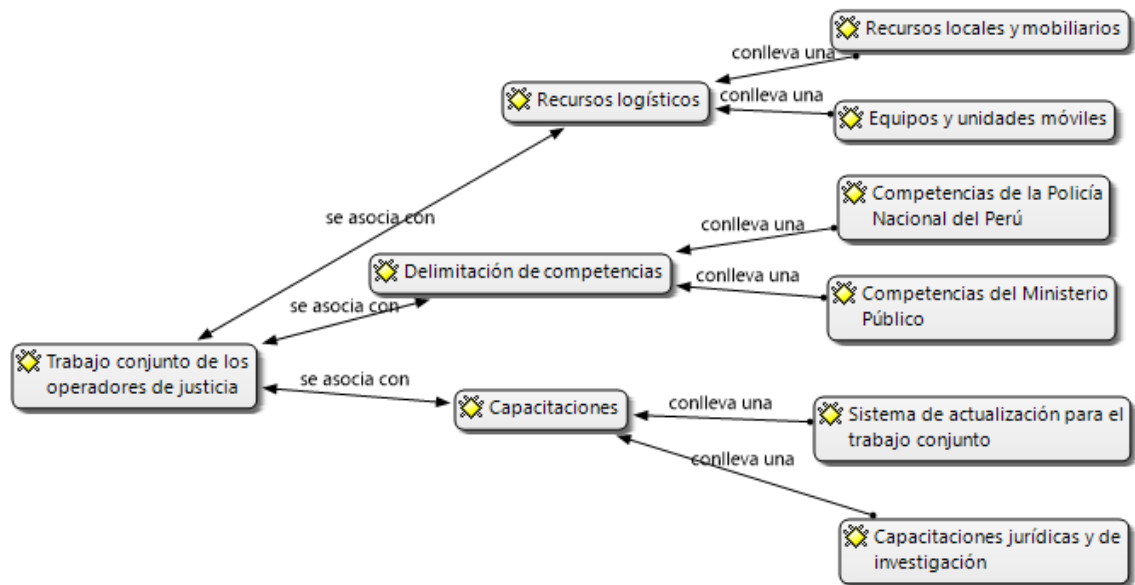 Recursos locales y mobiliarios
conlleva una
Recursos logísticos
conlleva una
Equipos y unidades móviles
se asocia con
Competencias de la Policía
Nacional del Perú
conlleva una
Delimitación de competencias
conlleva una
Competencias del Ministerio
Público
se asocia con
Trabajo conjunto de los
operadores de justicia
se asocia con
Capacitaciones
conlleva una
Sistema de actualización para el
trabajo conjunto
conlleva una
Capacitaciones jurídicas y de
investigación